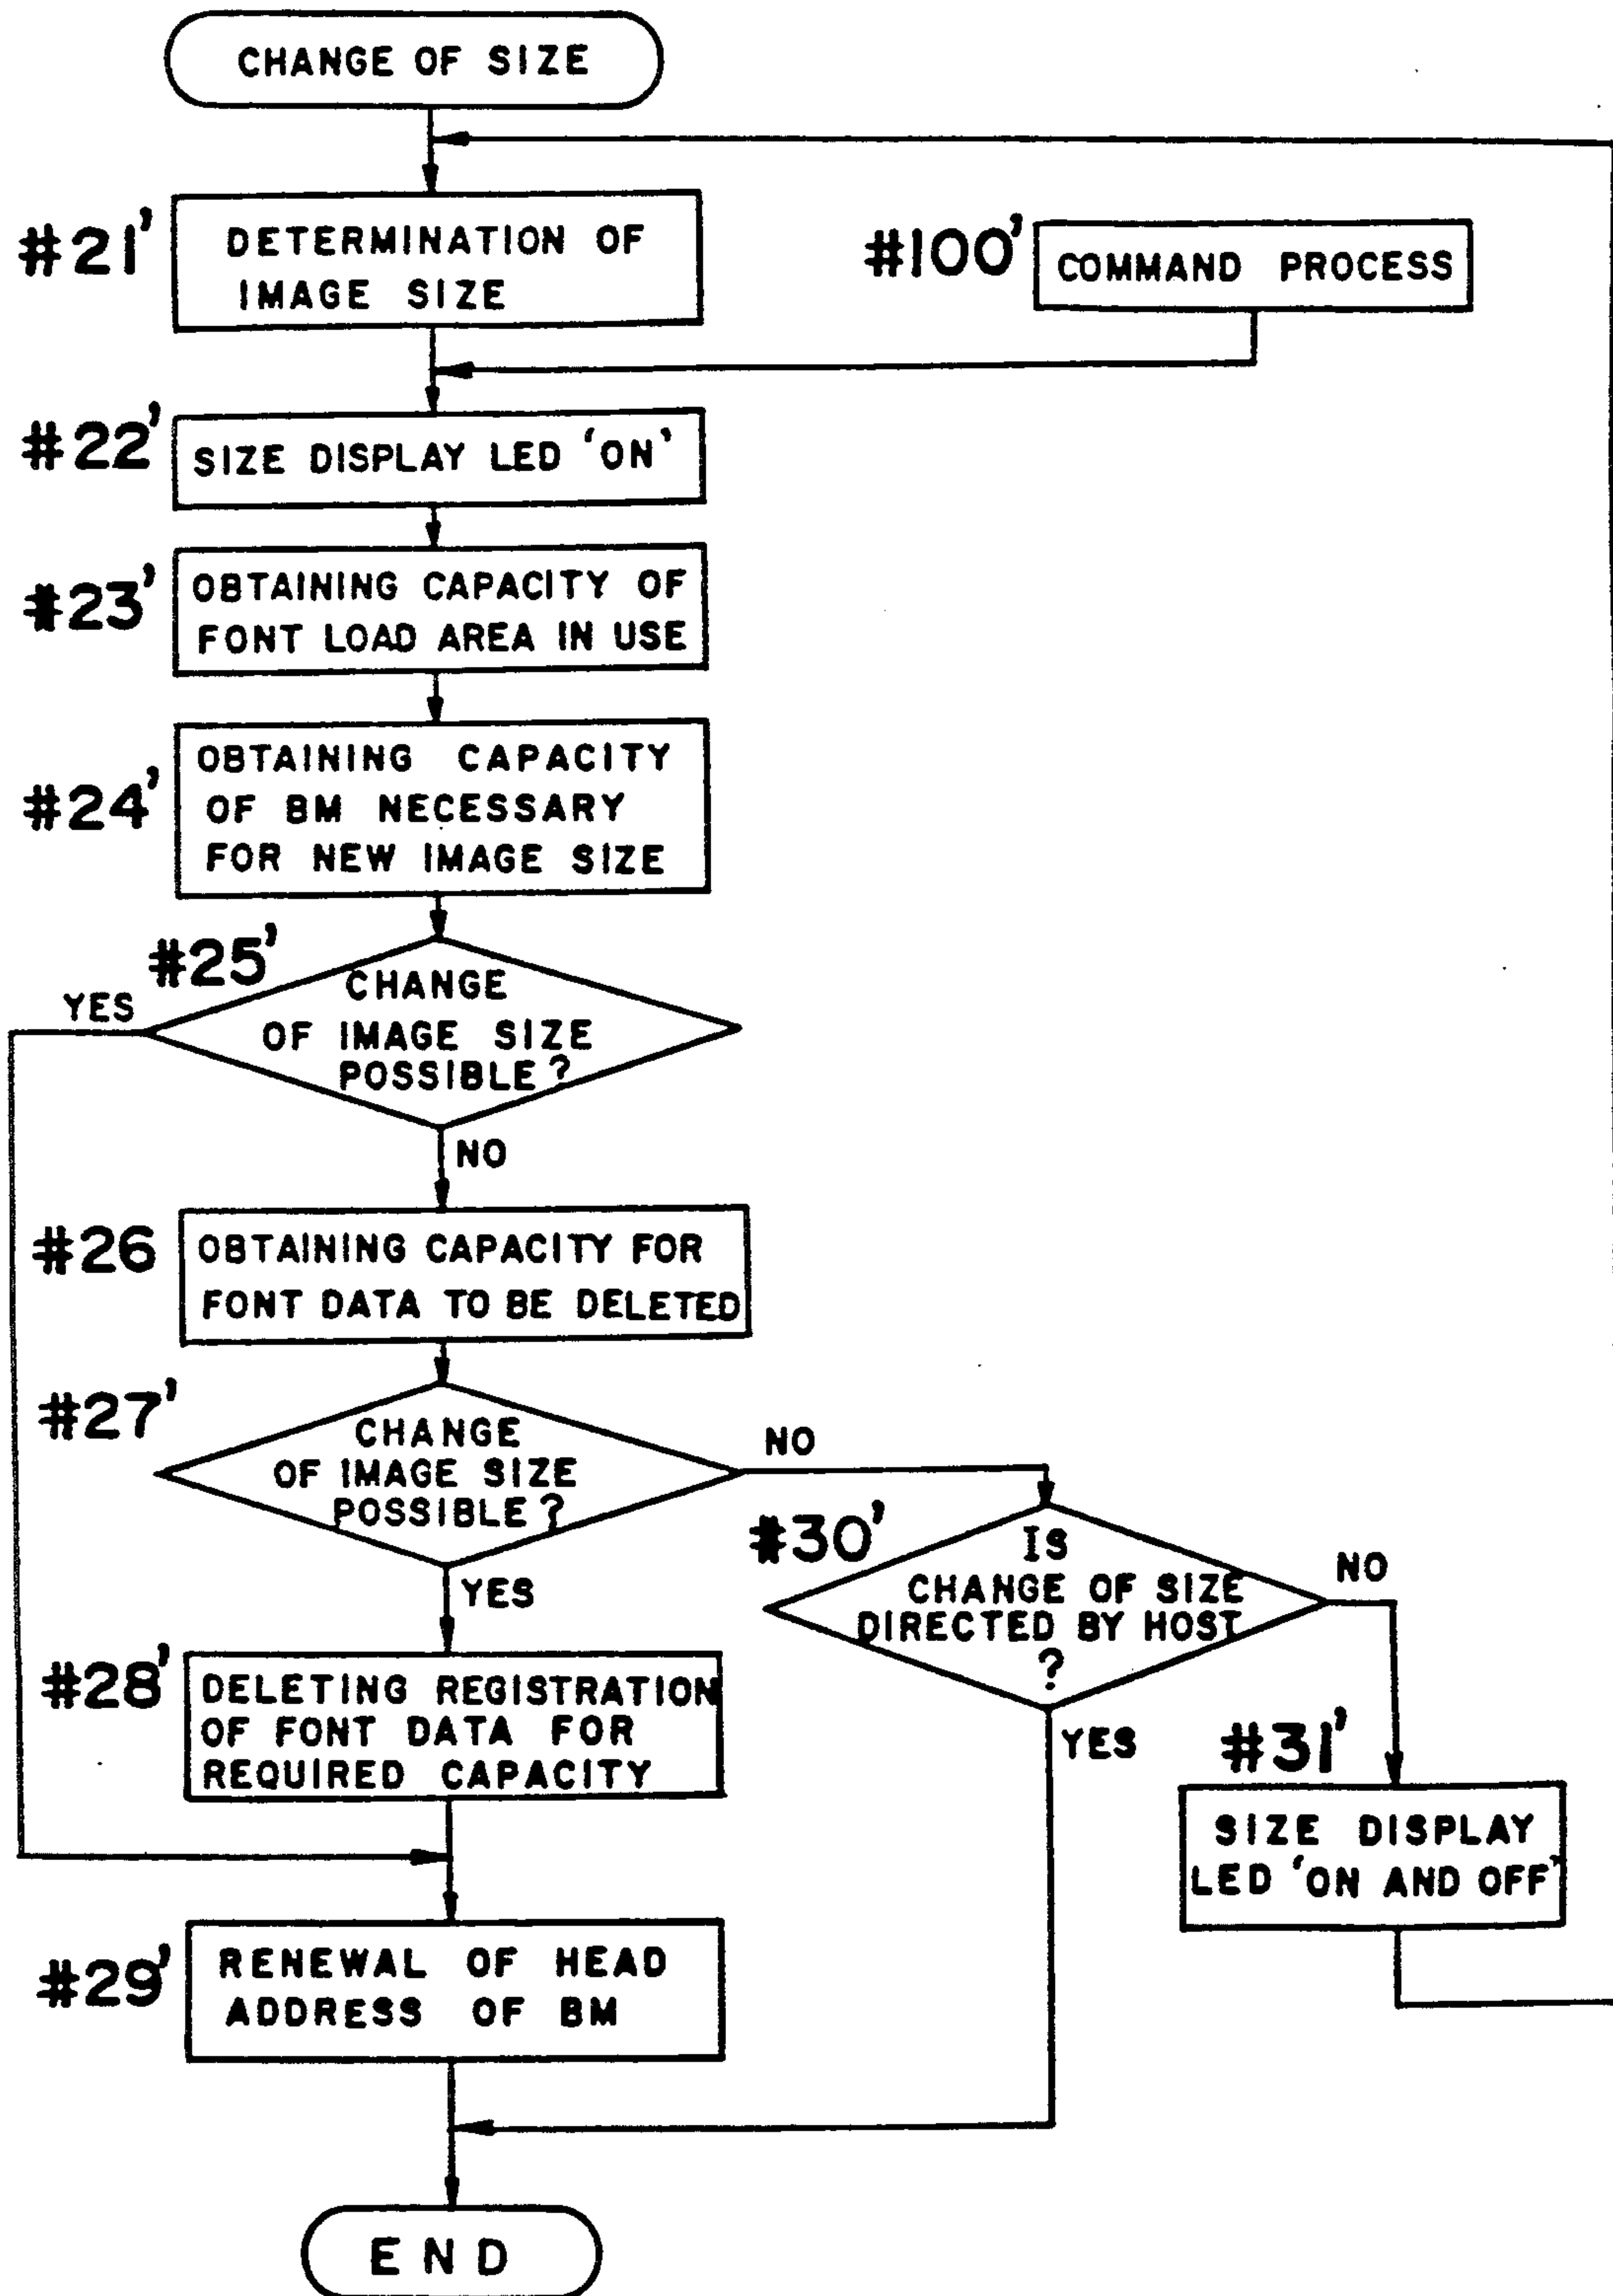 CHANGE OF SIZE
#21'
DETERMINATION OF
IMAGE SIZE
#100'
COMMAND PROCESS
#22'
SIZE DISPLAY LED 'ON'
#23'
OBTAINING CAPACITY OF
FONT LOAD AREA IN USE
#24'
OBTAINING CAPACITY
OF BM NECESSARY
FOR NEW IMAGE SIZE
#25'
YES
CHANGE
OF IMAGE SIZE
POSSIBLE?
NO
#26
OBTAINING CAPACITY FOR
FONT DATA TO BE DELETED
#27'
CHANGE
OF IMAGE SIZE
POSSIBLE?
NO
YES
#30'
IS
CHANGE OF SIZE
DIRECTED BY HOST
?
NO
YES
#28'
DELETING REGISTRATION
OF FONT DATA FOR
REQUIRED CAPACITY
#31'
SIZE DISPLAY
LED 'ON AND OFF'
#29'
RENEWAL OF HEAD
ADDRESS OF BM
END